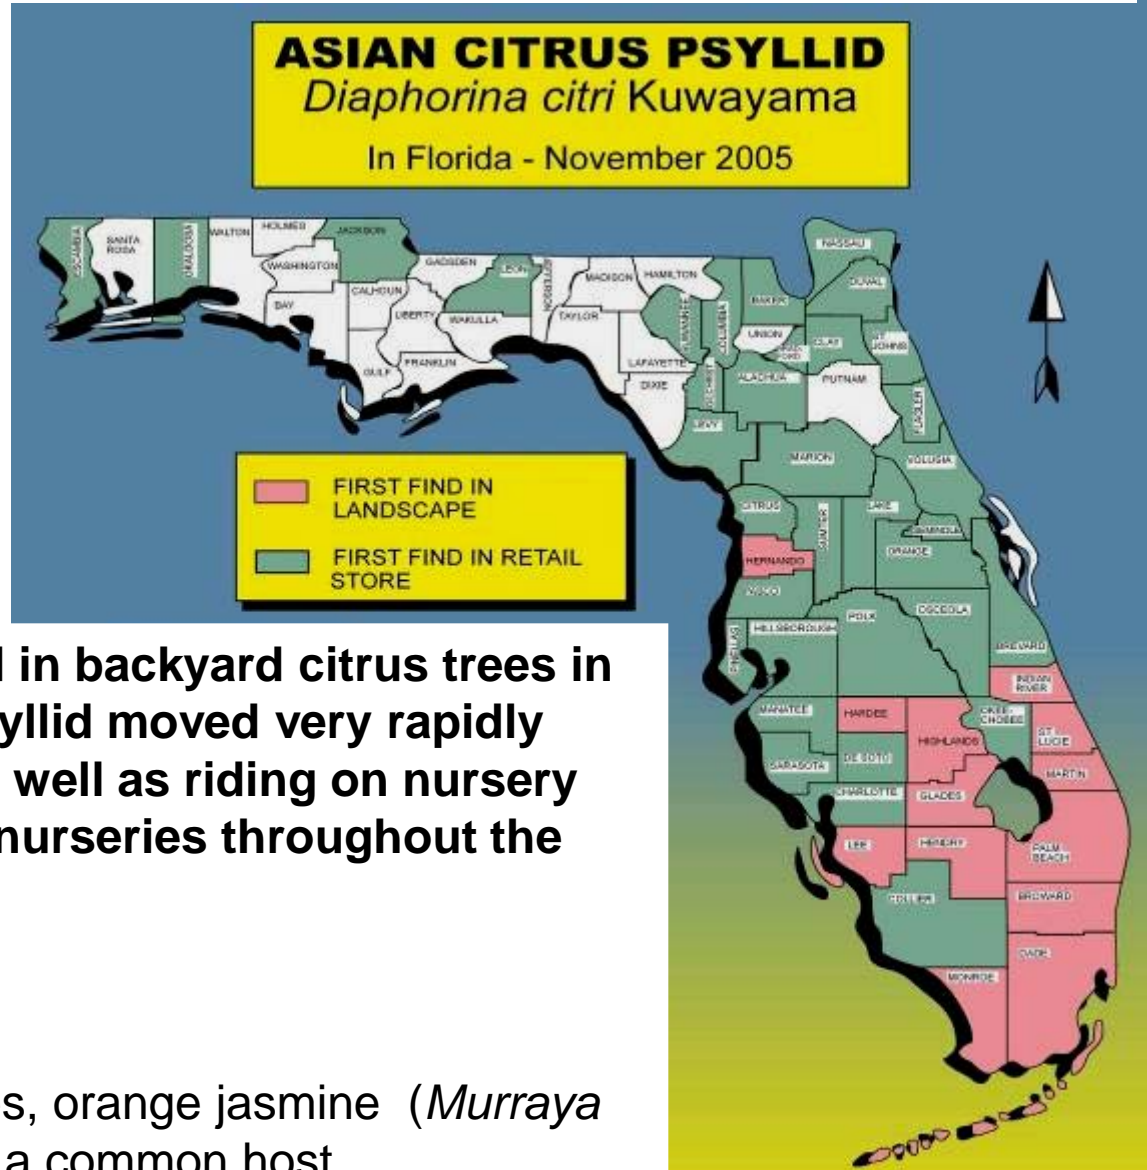 ASIAN CITRUS PSYLLID
Diaphorina citri Kuwayama
In Florida - November 2005
ESCAMBIA
SANTA
ROSA
OKALOOSA
WALTON
HOLMES
JACKSON
WASHINGTON
BAY
CALHOUN
GULF
LIBERTY
GADSDEN
FRANKLIN
LEON
WAKULLA
JEFFERSON
MADISON
TAYLOR
HAMILTON
LAFAYETTE
DIXIE
SUWANNEE
COLUMBIA
GILCHRIST
LEVY
BAKER
UNION
NASSAU
DUVAL
CLAY
ST.
JOHNS
ALACHUA
PUTNAM
FLAGLER
MARION
VOLUSIA
FIRST FIND IN
LANDSCAPE
FIRST FIND IN RETAIL
STORE
CITRUS
SUMTER
LAKE
SEMINOLE
ORANGE
HERNANDO
PASCO
HILLSBOROUGH
PINELLAS
POLK
OSCEOLA
BREVARD
INDIAN
RIVER
MANATEE
HARDEE
HIGHLANDS
OKEE-
CHOBEE
ST.
LUCIE
SARASOTA
DE SOTO
MARTIN
CHARLOTTE
GLADES
LEE
HENDRY
PALM
BEACH
COLLIER
BROWARD
MONROE
DADE
l in backyard citrus trees in
yllid moved very rapidly
well as riding on nursery
nurseries throughout the
s, orange jasmine (Murraya
a common host